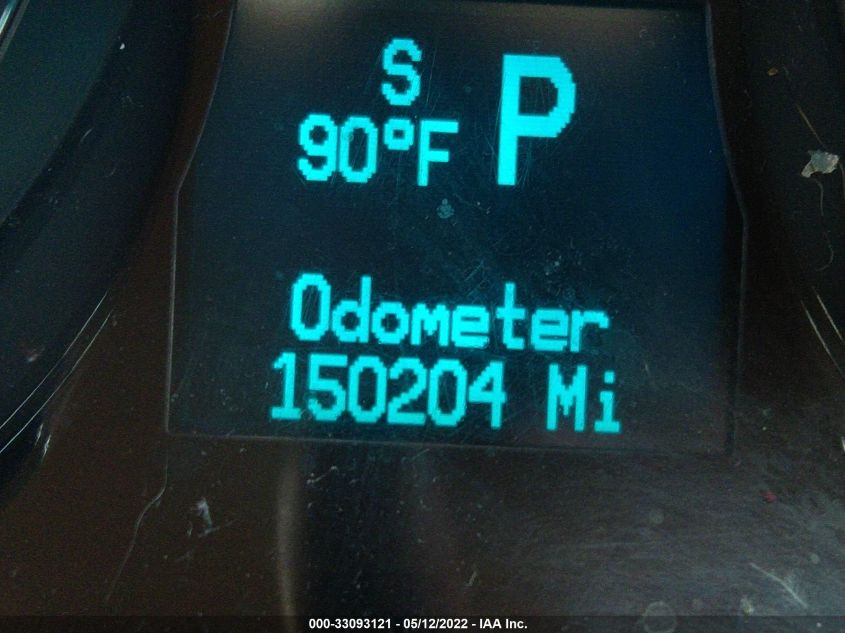 S
90°F P
Odometer
150204 Mi
000-33093121 - 05/12/2022 - IAA Inc.